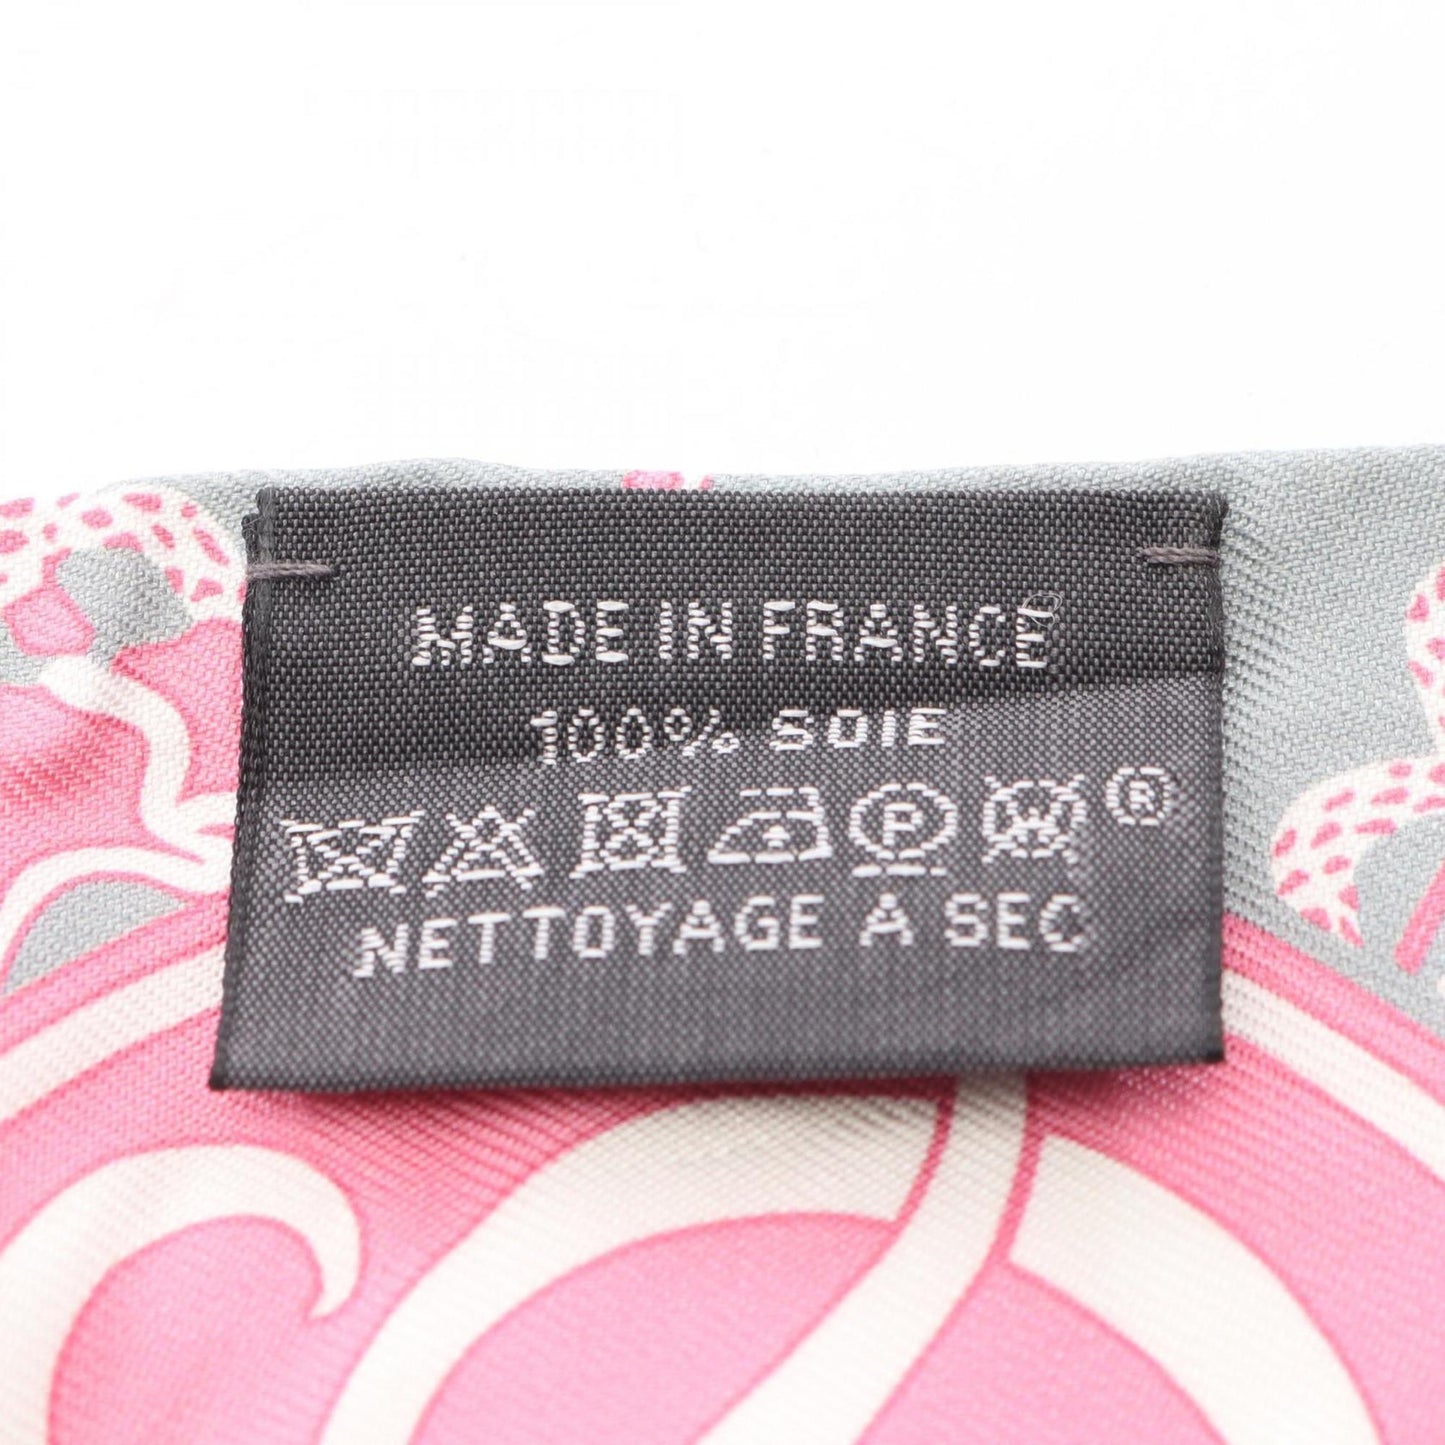 MADE IN FRANCE
100% SOIE
P W ®
NETTOYAGE A SEC